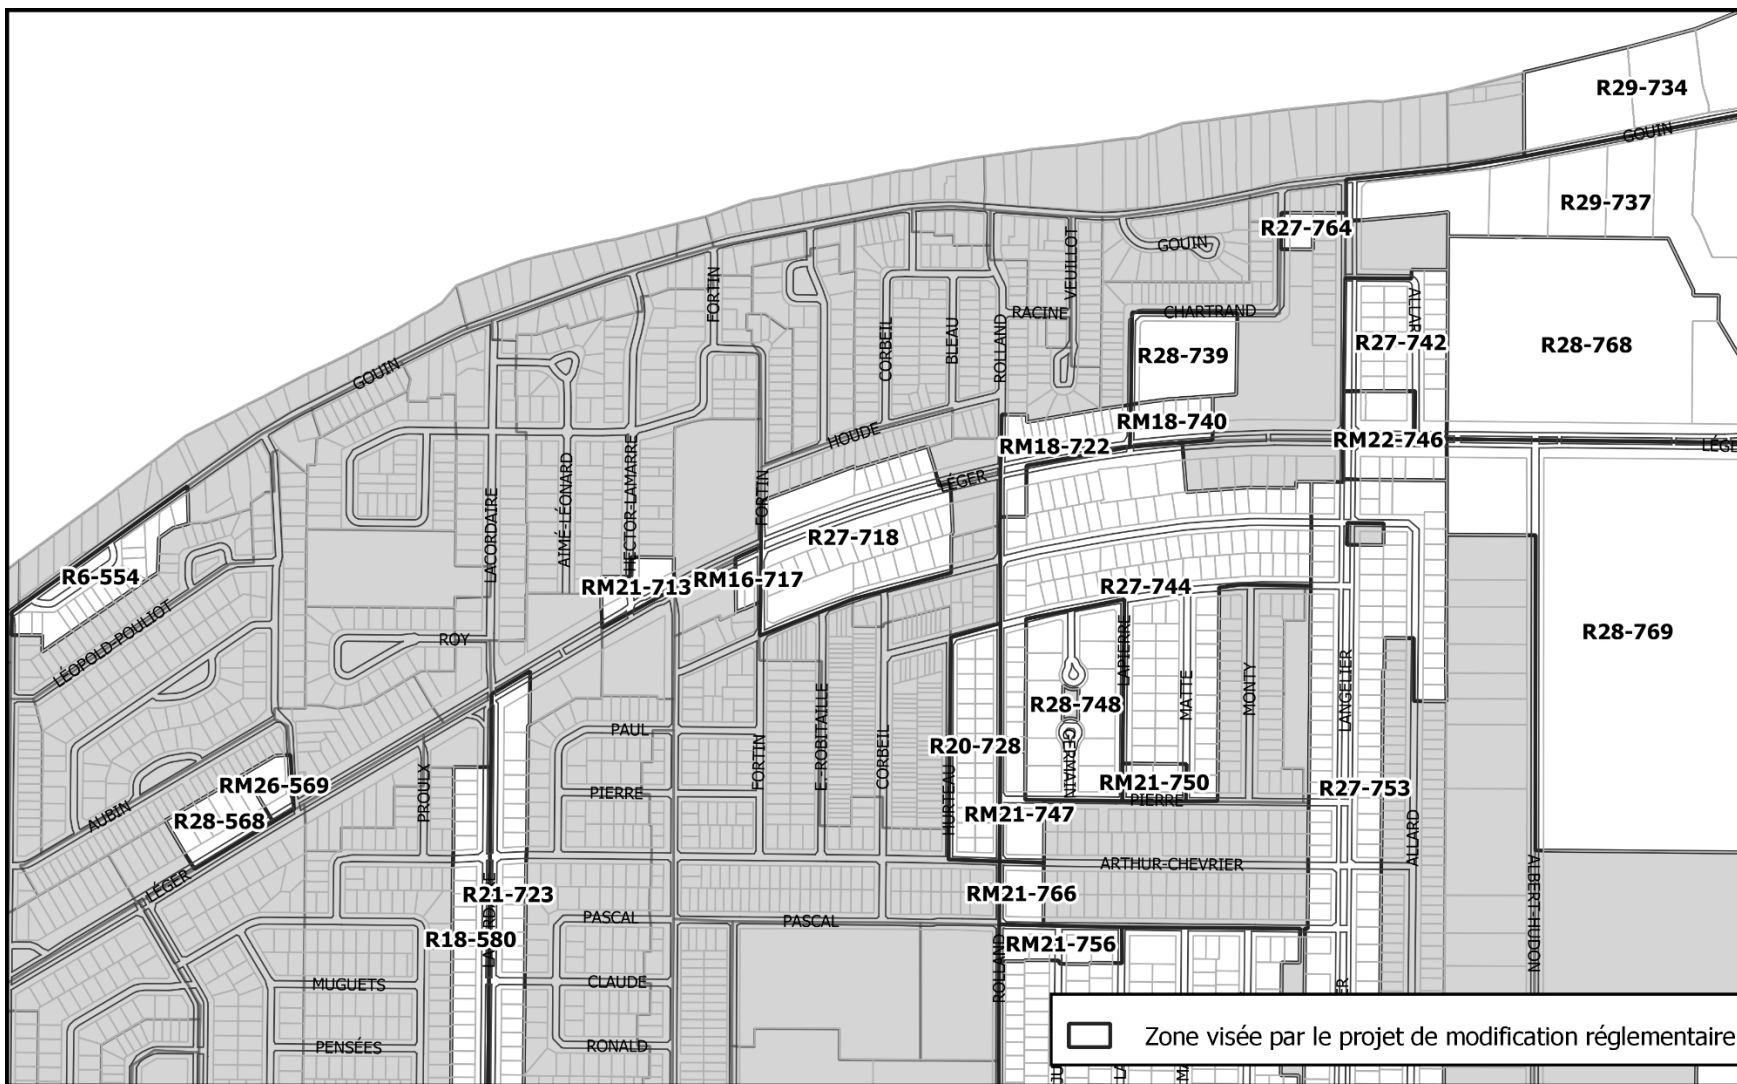 R29-734
GOUIN
R29-737
R27-764
GOUIN
VEUILLOT
FORTIN
RACINE
CHARTRAND
CORBEIL
BLEAU
ROLLAND
R27-742
R28-768
R28-739
GOUIN
RM18-740
HOUDE
RM18-722
RM22-746
LÉGER
LACORDAIRE
AIMÉ-LÉONARD
HECTOR-LAMARRE
FORTIN
R27-718
R6-554
RM21-713
RM16-717
R27-744
LÉOPOLD-POULIOT
ROY
R28-769
LAPIERRE
MATTE
MONTY
LANGELIER
R28-748
GERMAIN
PAUL
FORTIN
E.-ROBITAILLE
CORBEIL
R20-728
HURTEAU
RM26-569
PROULX
PIERRE
RM21-750
PIERRE
R27-753
R28-568
AUBIN
RM21-747
ALLARD
ARTHUR-CHEVRIER
LÉGER
R21-723
RM21-766
PASCAL
PASCAL
R18-580
RM21-756
ROLLAND
ALBERT-HUDON
MUGUETS
CLAUDE
PENSÉES
RONALD
Zone visée par le projet de modification réglementaire